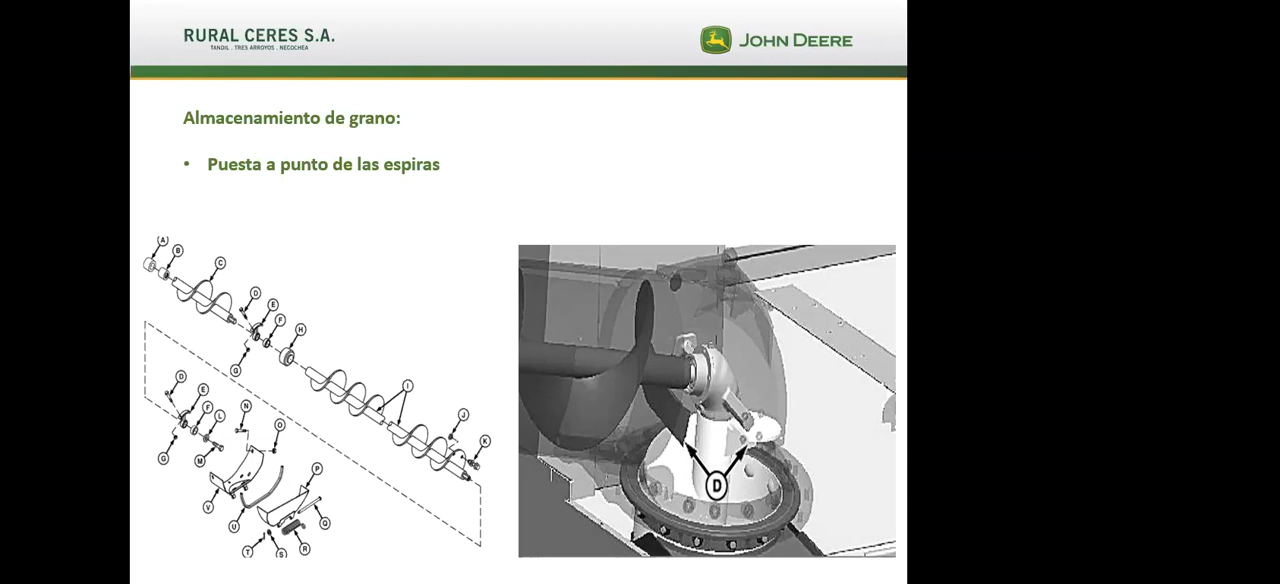 RURAL CERES S.A.
TANDIL . TRES ARROYOS . NECOCHEA
JOHN DEERE
Almacenamiento de grano:
• Puesta a punto de las espiras
A
B
C
D
E
F
H
G
I
D
E
F
L
N
O
J
K
G
M
P
V
U
Q
T
S
R
D